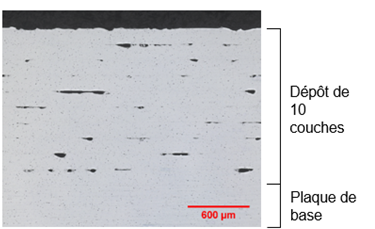 Dépôt de
10
couches
Plaque de
base
600 µm